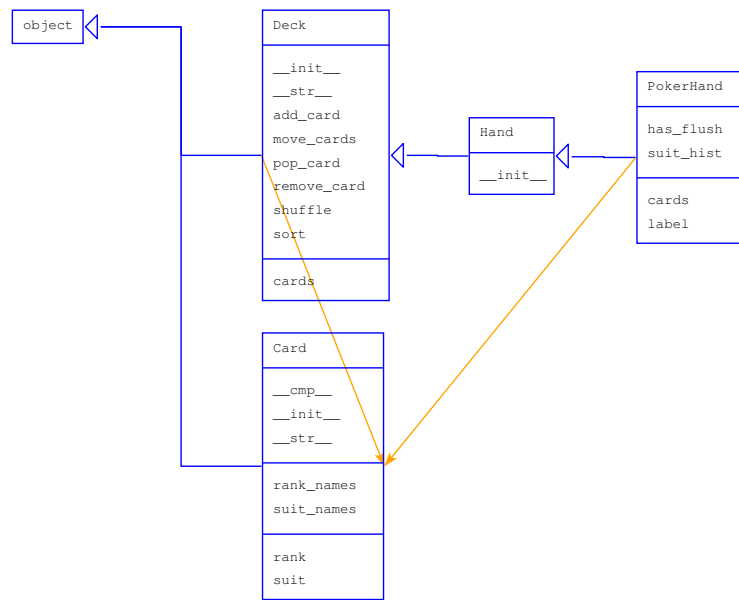 object
Deck
__init__
__str__
add_card
move_cards
pop_card
remove_card
shuffle
sort
cards
Hand
__init__
PokerHand
has_flush
suit_hist
cards
label
Card
__cmp__
__init__
__str__
rank_names
suit_names
rank
suit